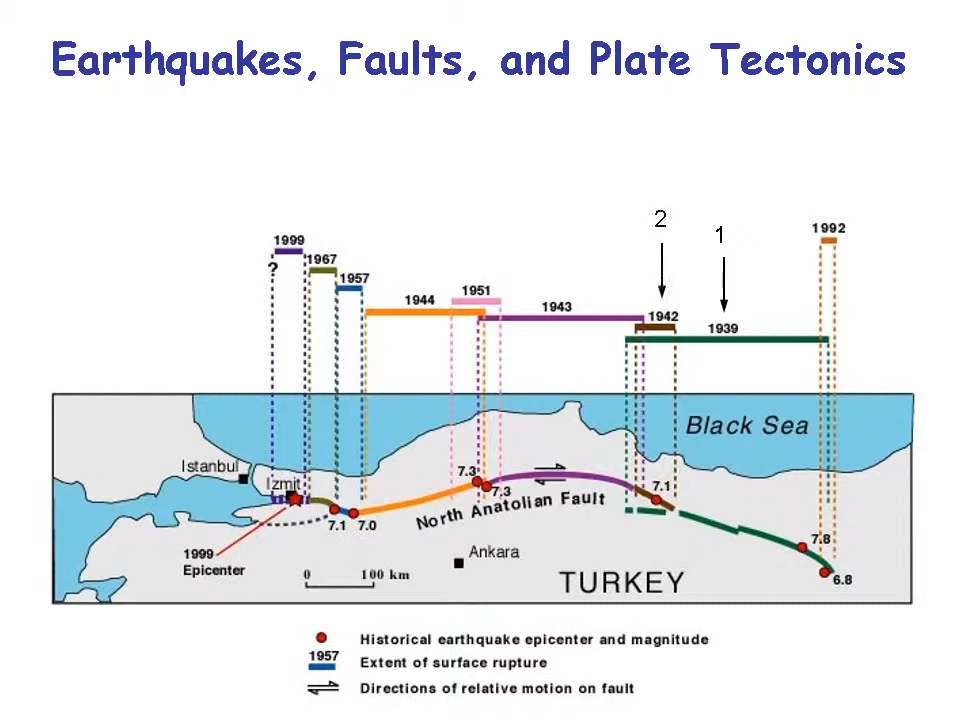 Earthquakes, Faults, and Plate Tectonics
2
1
1992
1999
?
1967
1957
1951
1944
1943
1942
1939
Black Sea
Istanbul
Izmit
7.3
7.3
7.1
North Anatolian Fault
7.1
7.0
7.8
6.8
1999
Epicenter
Ankara
0 100 km
TURKEY
Historical earthquake epicenter and magnitude
1957
Extent of surface rupture
Directions of relative motion on fault